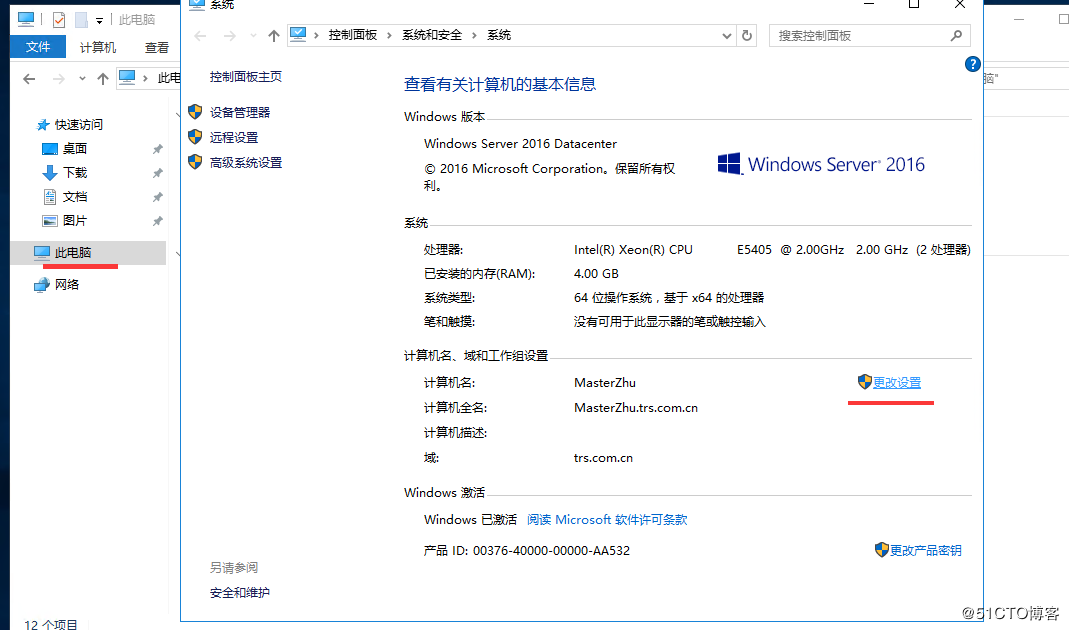 此电脑
系统
文件 计算机 查看
控制面板 系统和安全 系统
搜索控制面板
此电
脑"
控制面板主页
设备管理器
远程设置
高级系统设置
快速访问
桌面
下载
文档
图片
此电脑
网络
查看有关计算机的基本信息
Windows 版本
Windows Server 2016 Datacenter
© 2016 Microsoft Corporation。保留所有权
利。
Windows Server® 2016
系统
处理器: Intel(R) Xeon(R) CPU E5405 @ 2.00GHz 2.00 GHz (2 处理器)
已安装的内存(RAM): 4.00 GB
系统类型: 64 位操作系统，基于 x64 的处理器
笔和触摸: 没有可用于此显示器的笔或触控输入
计算机名、域和工作组设置
计算机名: MasterZhu 更改设置
计算机全名: MasterZhu.trs.com.cn
计算机描述:
域: trs.com.cn
Windows 激活
Windows 已激活 阅读 Microsoft 软件许可条款
产品 ID: 00376-40000-00000-AA532 更改产品密钥
另请参阅
安全和维护
12 个项目
@51CTO博客